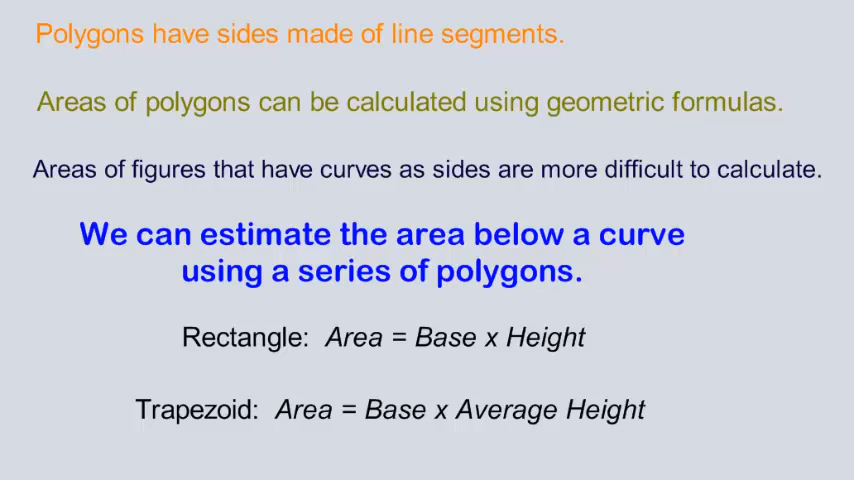 Polygons have sides made of line segments.
Areas of polygons can be calculated using geometric formulas.
Areas of figures that have curves as sides are more difficult to calculate.
We can estimate the area below a curve
using a series of polygons.
Rectangle: Area = Base x Height
Trapezoid: Area = Base x Average Height